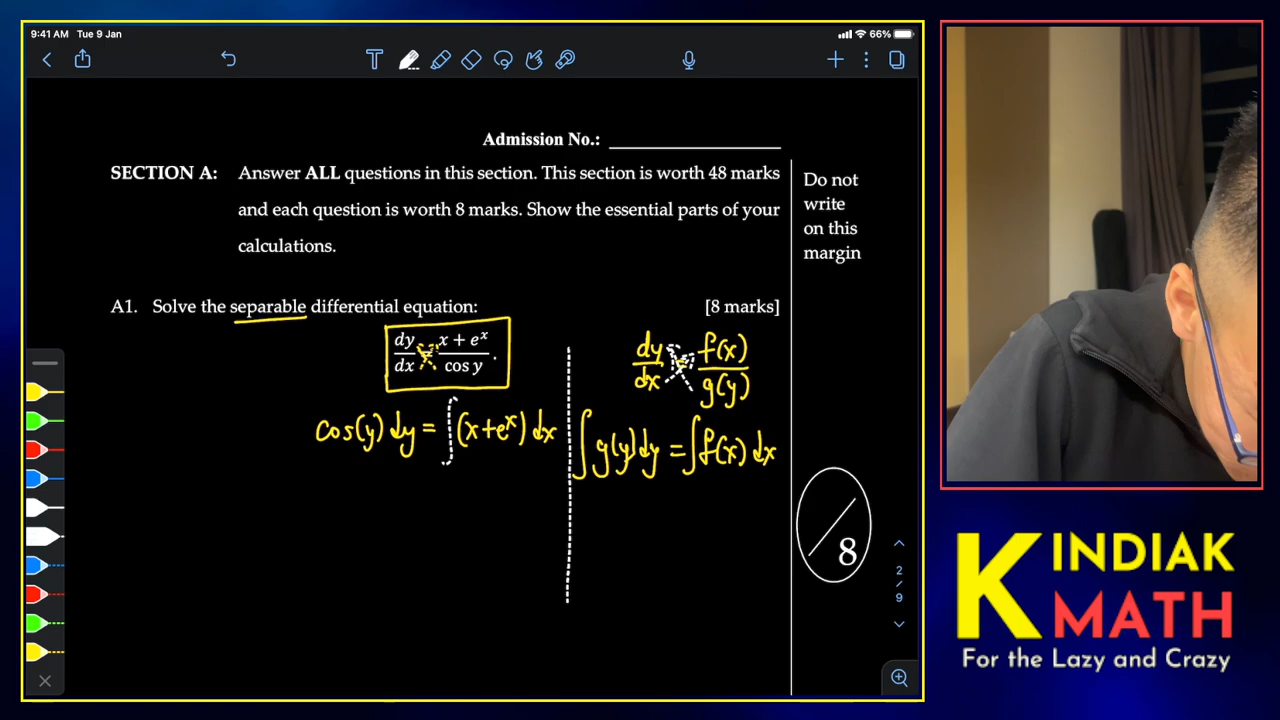 9:41 AM Tue 9 Jan
66%
Admission No.: ____________________
SECTION A: Answer ALL questions in this section. This section is worth 48 marks
and each question is worth 8 marks. Show the essential parts of your
calculations.
Do not
write
on this
margin
A1. Solve the separable differential equation: [8 marks]
dy/dx = (x + eˣ)/cos y.
dy/dx = f(x)/g(y)
cos(y) dy = ∫(x+eˣ) dx
∫g(y)dy = ∫f(x) dx
/8
2
/
9
T
KINDIAK
MATH
For the Lazy and Crazy